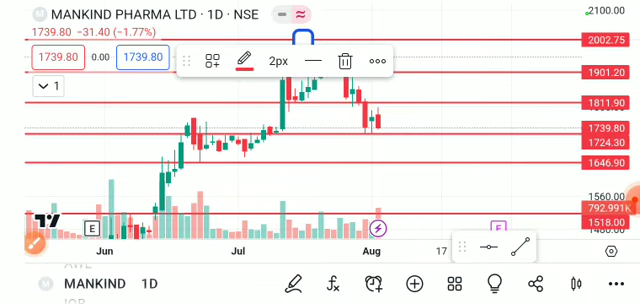 M MANKIND PHARMA LTD · 1D · NSE
2100.00
1739.80 −31.40 (−1.77%)
2002.75
1739.80 0.00 1739.80
2px
1901.20
1
1811.90
1739.80
1724.30
1646.90
1560.00
792.991K
1518.00
E
E
Jun Jul Aug 17
M MANKIND 1D